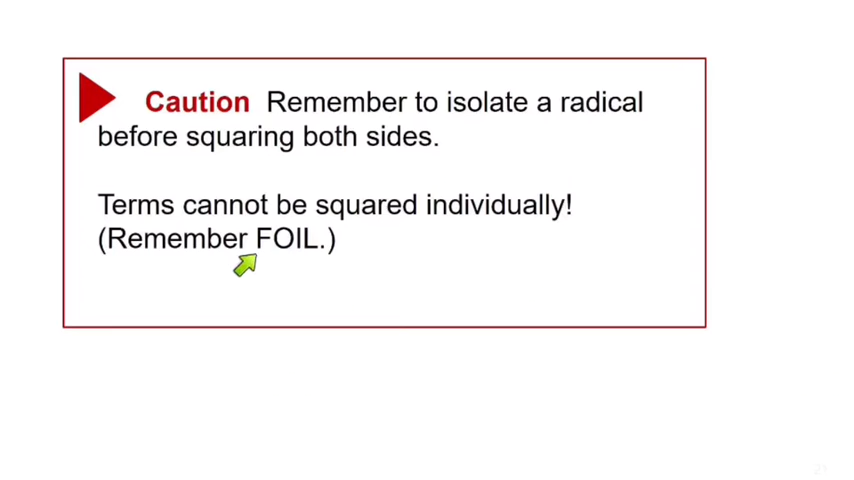 Caution Remember to isolate a radical
before squaring both sides.
Terms cannot be squared individually!
(Remember FOIL.)